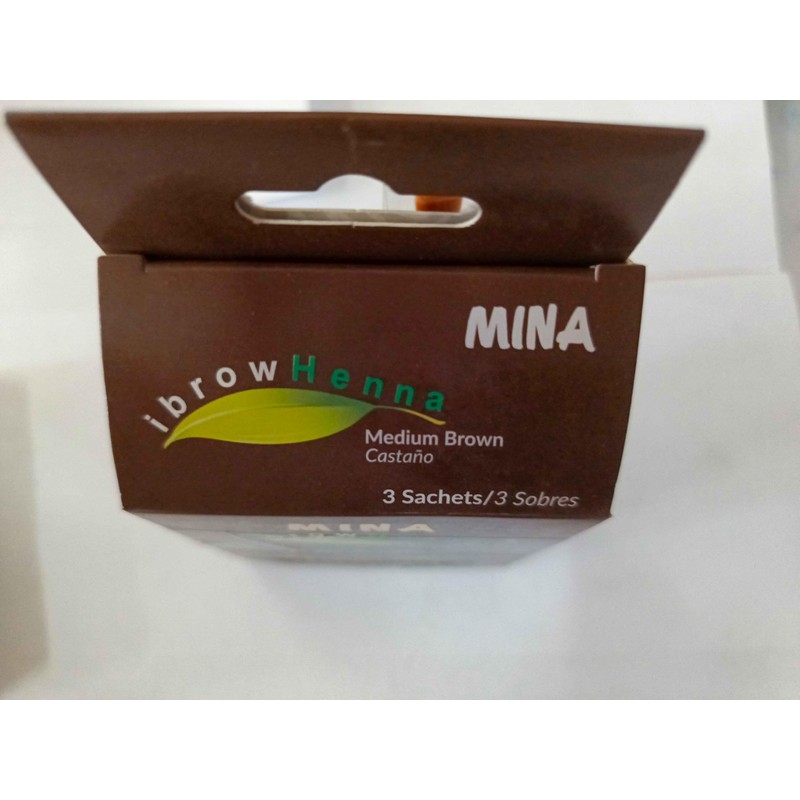 MINA
ibrowHenna
Medium Brown
Castaño
3 Sachets/3 Sobres
MINA